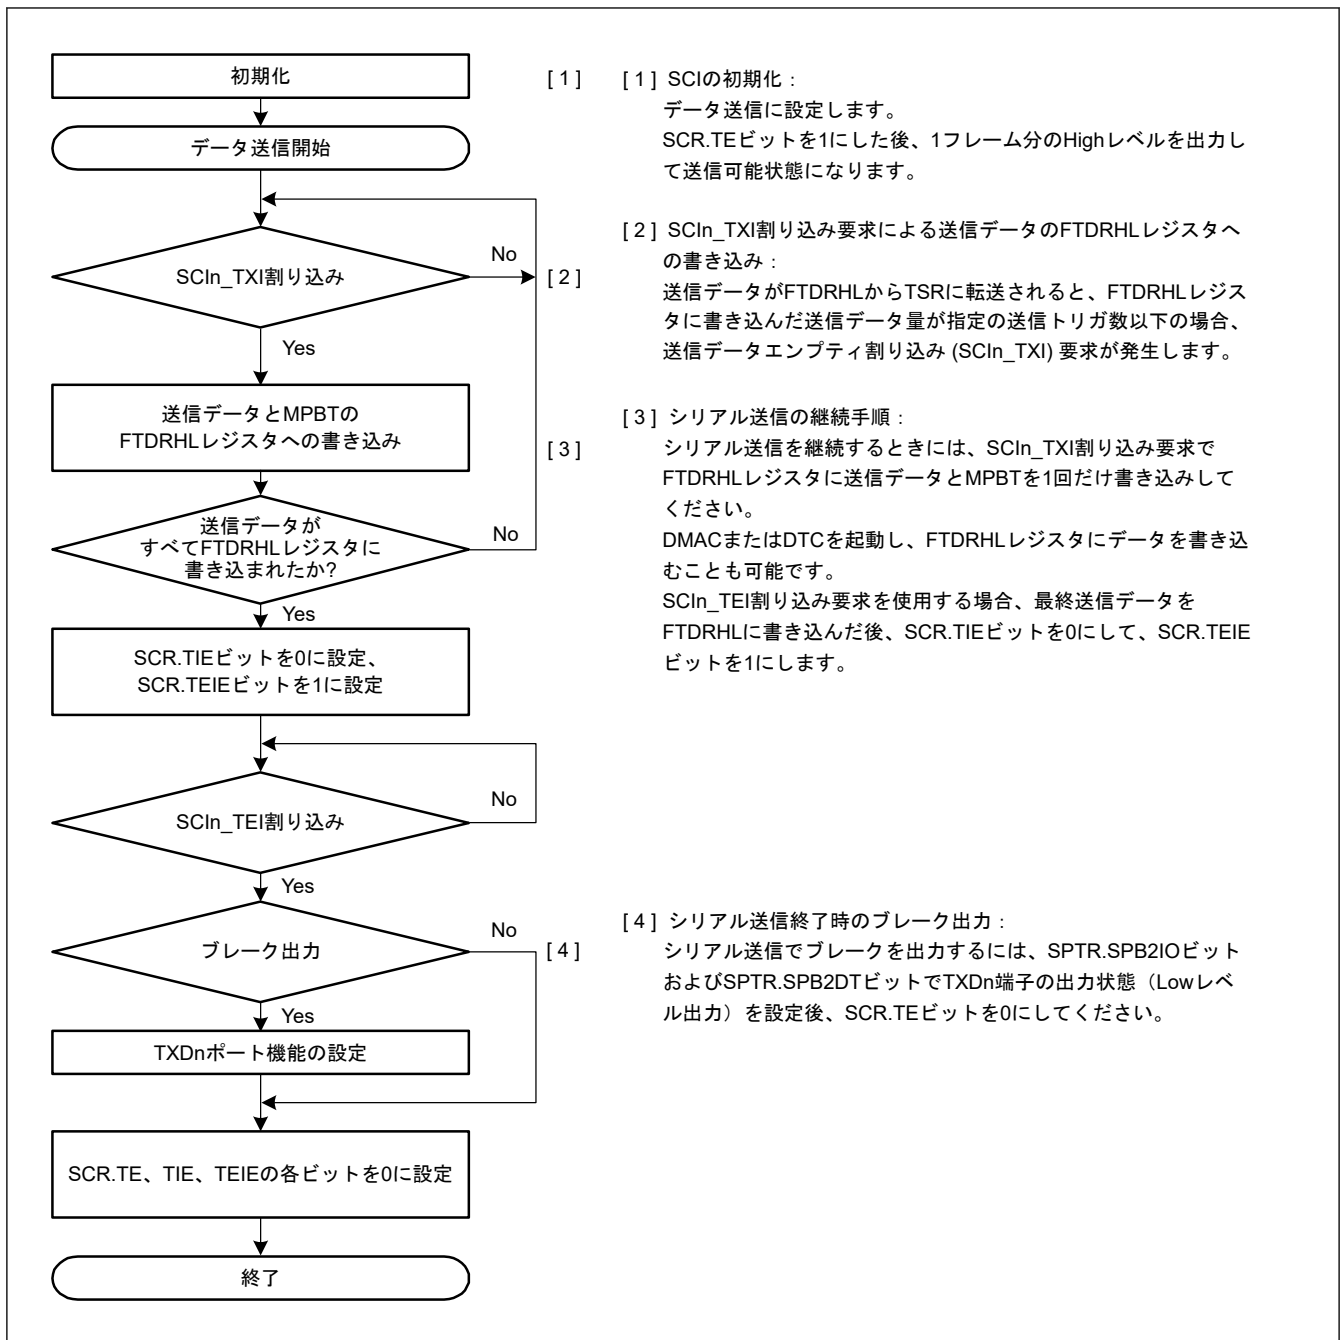 初期化
[ 1 ]
データ送信開始
SCIn_TXI割り込み
No
[ 2 ]
Yes
送信データとMPBTの
FTDRHLレジスタへの書き込み
[ 3 ]
送信データが
すべてFTDRHLレジスタに
書き込まれたか?
No
Yes
SCR.TIEビットを0に設定、
SCR.TEIEビットを1に設定
SCIn_TEI割り込み
No
Yes
ブレーク出力
No
[ 4 ]
Yes
TXDnポート機能の設定
SCR.TE、TIE、TEIEの各ビットを0に設定
終了
[ 1 ] SCIの初期化：
データ送信に設定します。
SCR.TEビットを1にした後、1フレーム分のHighレベルを出力し
て送信可能状態になります。
[ 2 ] SCIn_TXI割り込み要求による送信データのFTDRHLレジスタへ
の書き込み：
送信データがFTDRHLからTSRに転送されると、FTDRHLレジス
タに書き込んだ送信データ量が指定の送信トリガ数以下の場合、
送信データエンプティ割り込み (SCIn_TXI) 要求が発生します。
[ 3 ] シリアル送信の継続手順：
シリアル送信を継続するときには、SCIn_TXI割り込み要求で
FTDRHLレジスタに送信データとMPBTを1回だけ書き込みして
ください。
DMACまたはDTCを起動し、FTDRHLレジスタにデータを書き込
むことも可能です。
SCIn_TEI割り込み要求を使用する場合、最終送信データを
FTDRHLに書き込んだ後、SCR.TIEビットを0にして、SCR.TEIE
ビットを1にします。
[ 4 ] シリアル送信終了時のブレーク出力：
シリアル送信でブレークを出力するには、SPTR.SPB2IOビット
およびSPTR.SPB2DTビットでTXDn端子の出力状態（Lowレベ
ル出力）を設定後、SCR.TEビットを0にしてください。